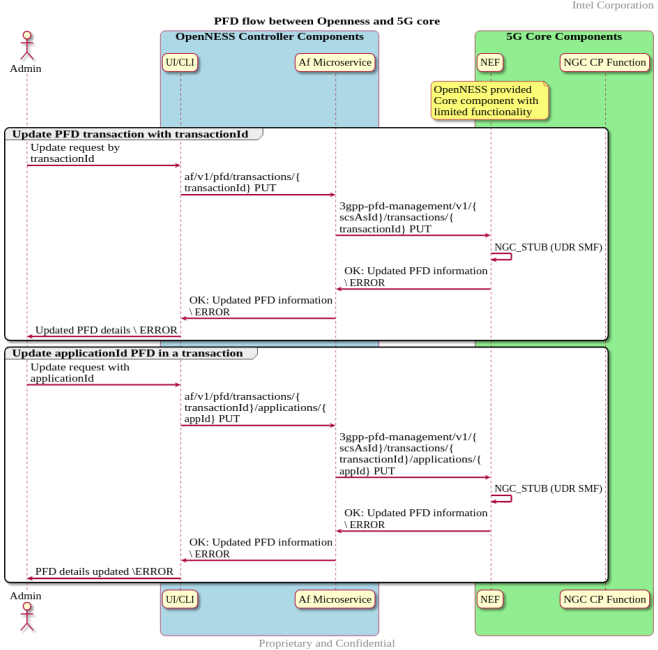 Intel Corporation
PFD flow between Openness and 5G core
OpenNESS Controller Components
5G Core Components
Admin
UI/CLI
Af Microservice
NEF
NGC CP Function
OpenNESS provided
Core component with
limited functionality
Update PFD transaction with transactionId
Update request by
transactionId
af/v1/pfd/transactions/{
transactionId} PUT
3gpp-pfd-management/v1/{
scsAsId}/transactions/{
transactionId} PUT
NGC_STUB (UDR SMF)
OK: Updated PFD information
\ ERROR
OK: Updated PFD information
\ ERROR
Updated PFD details \ ERROR
Update applicationId PFD in a transaction
Update request with
applicationId
af/v1/pfd/transactions/{
transactionId}/applications/{
appId} PUT
3gpp-pfd-management/v1/{
scsAsId}/transactions/{
transactionId}/applications/{
appId} PUT
NGC_STUB (UDR SMF)
OK: Updated PFD information
\ ERROR
OK: Updated PFD information
\ ERROR
PFD details updated \ERROR
Admin
UI/CLI
Af Microservice
NEF
NGC CP Function
Proprietary and Confidential